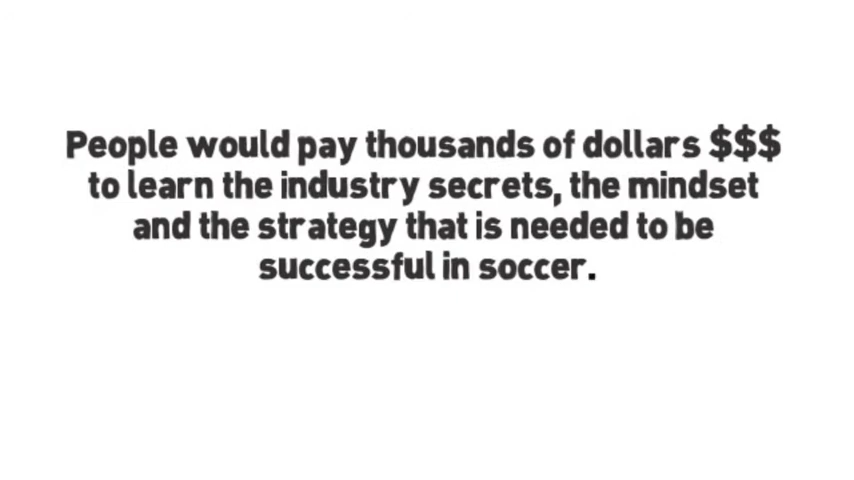 People would pay thousands of dollars $$$
to learn the industry secrets, the mindset
and the strategy that is needed to be
successful in soccer.